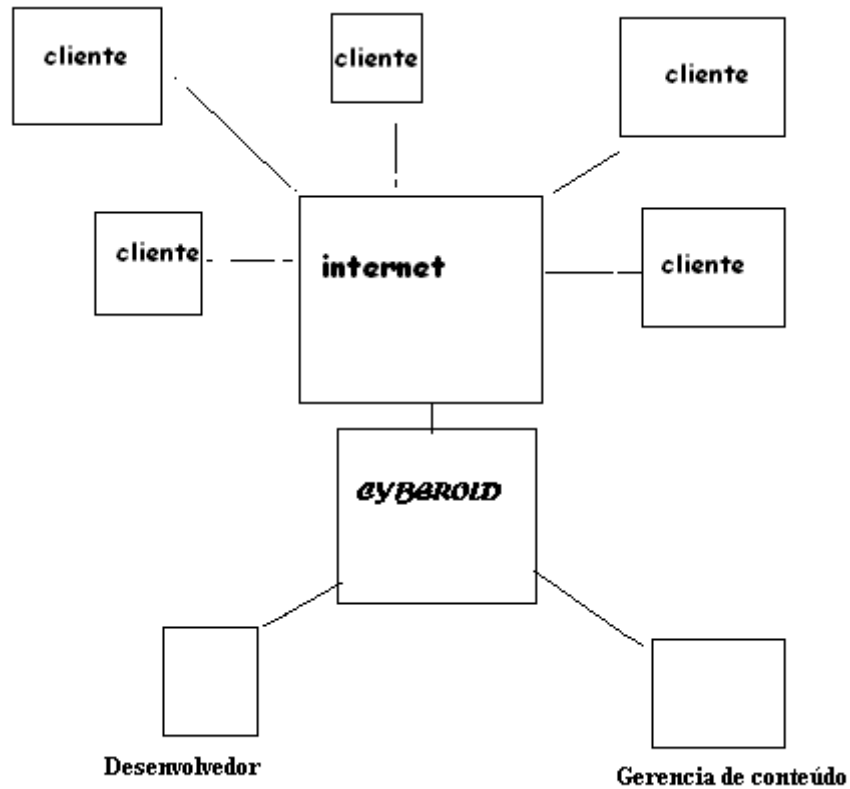 cliente
cliente
cliente
cliente
internet
cliente
CYBEROID
Desenvolvedor
Gerencia de conteúdo